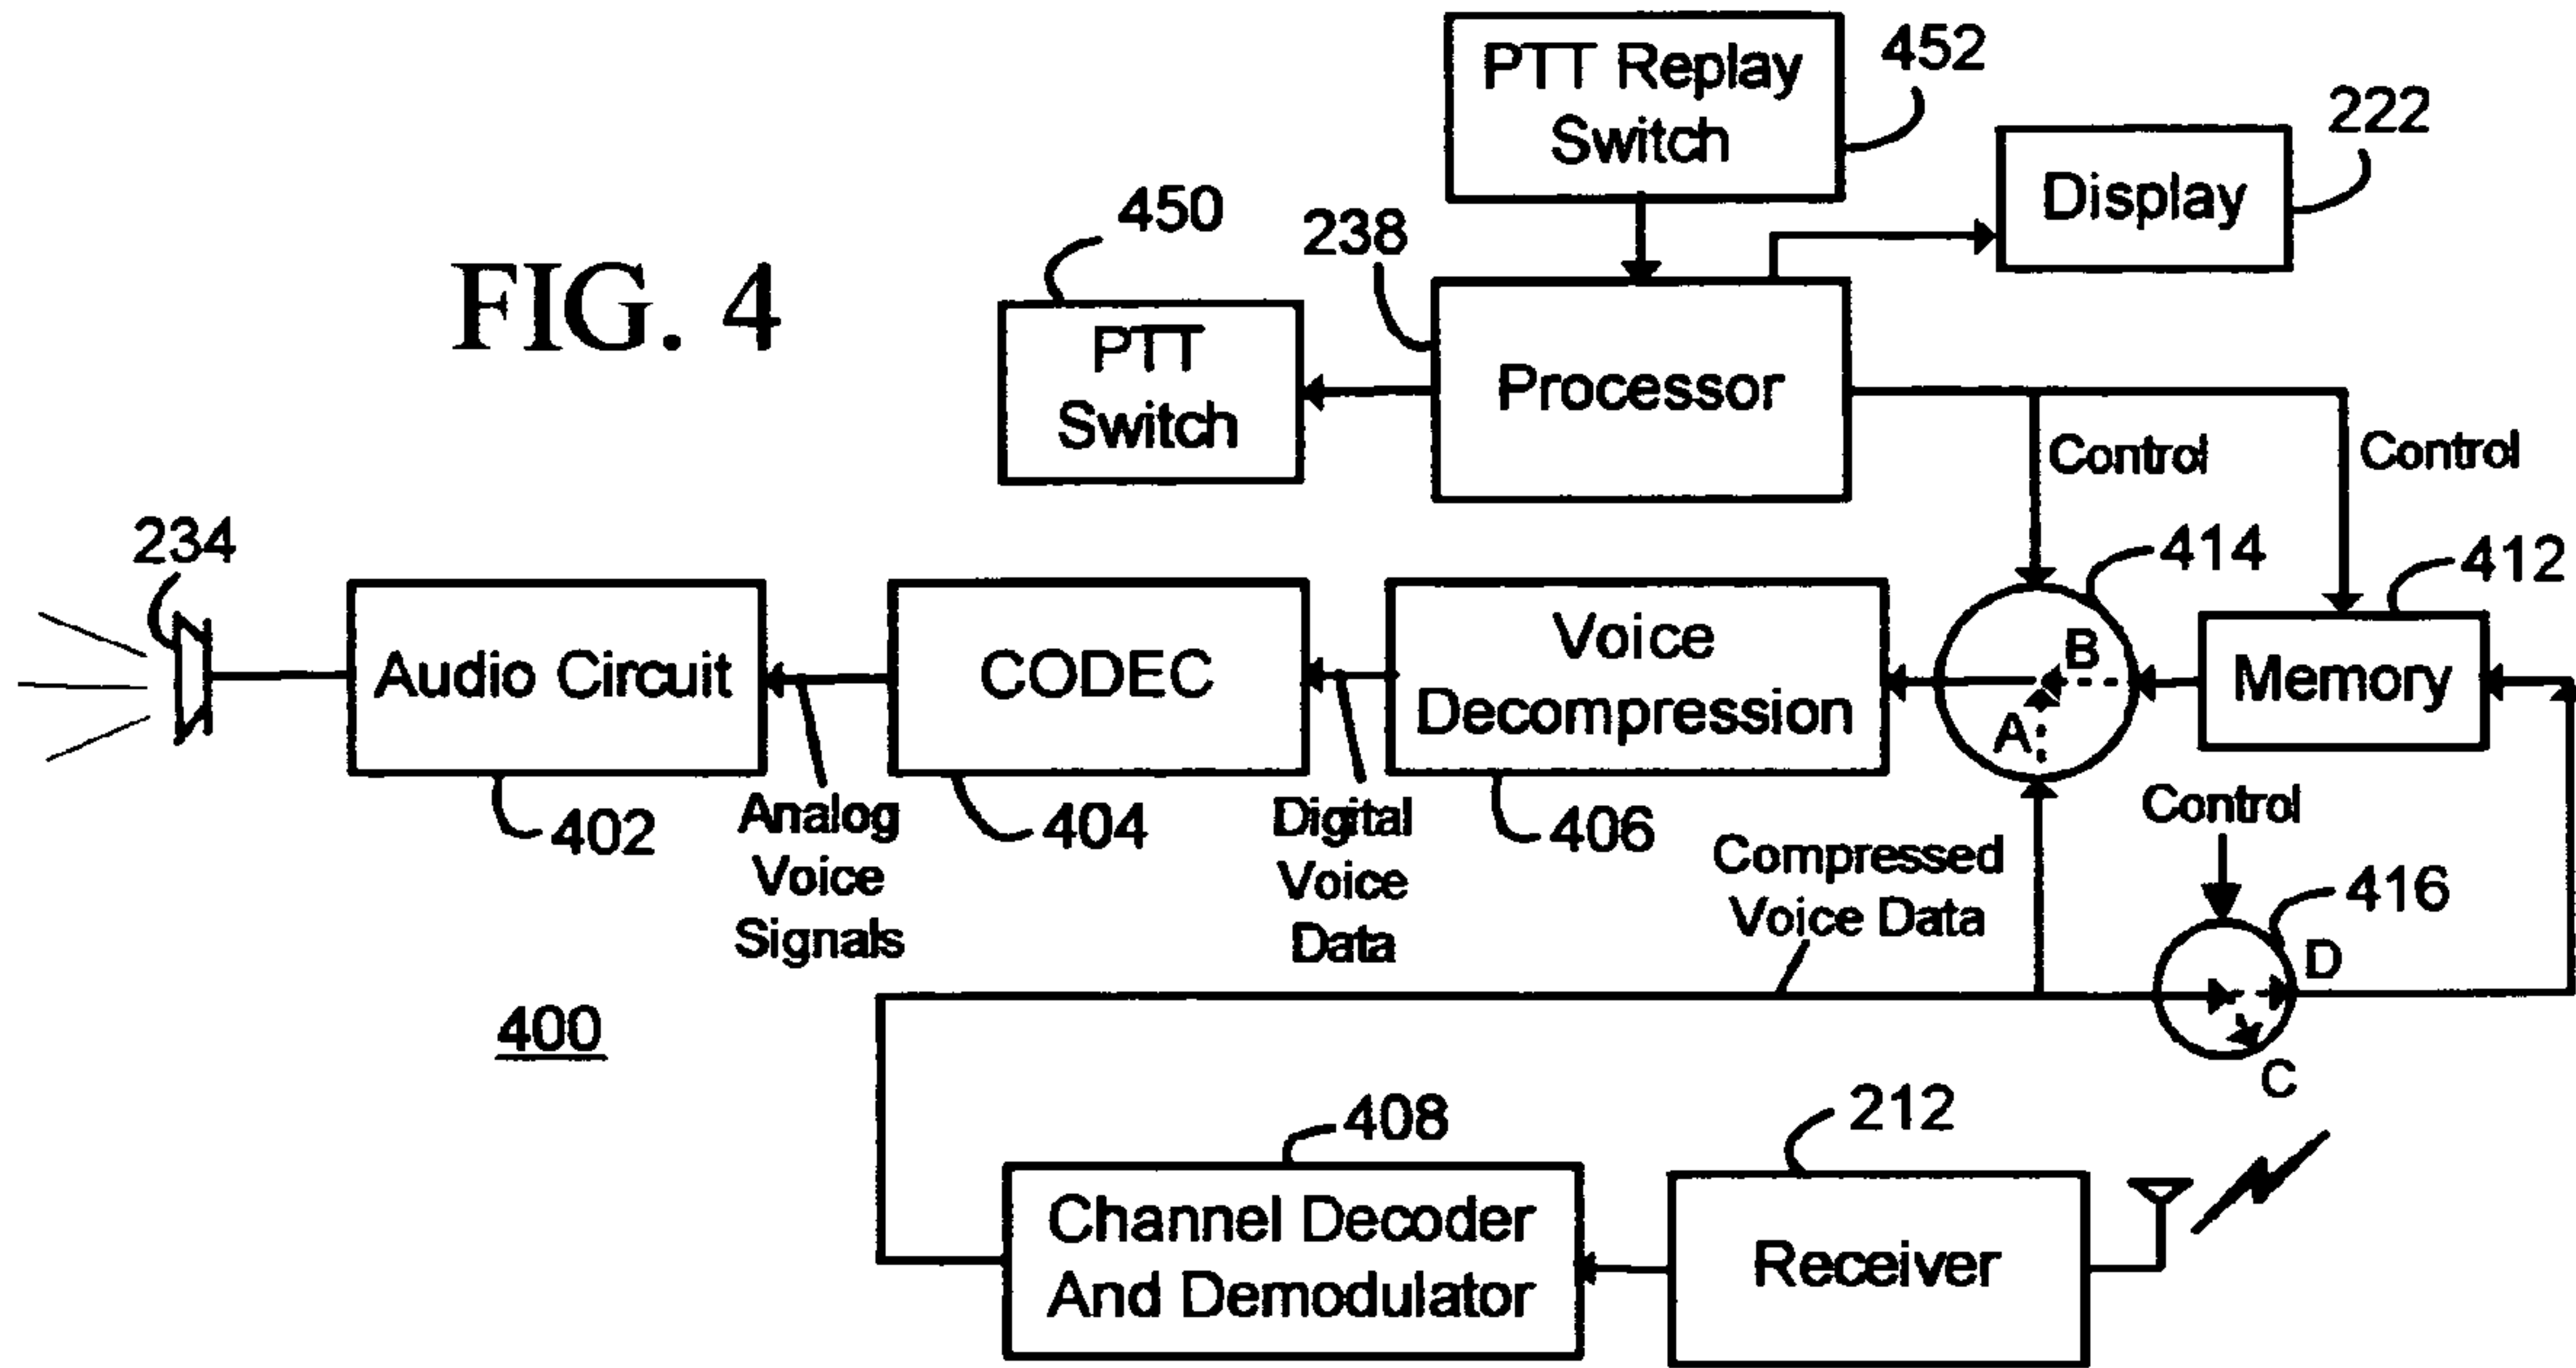 FIG. 4
PTT Replay
Switch
452
Display
222
450
PTT
Switch
238
Processor
Control
Control
234
Audio Circuit
402
Analog
Voice
Signals
CODEC
404
Digital
Voice
Data
Voice
Decompression
406
414
B
A
Memory
412
Compressed
Voice Data
Control
416
D
C
400
408
Channel Decoder
And Demodulator
212
Receiver